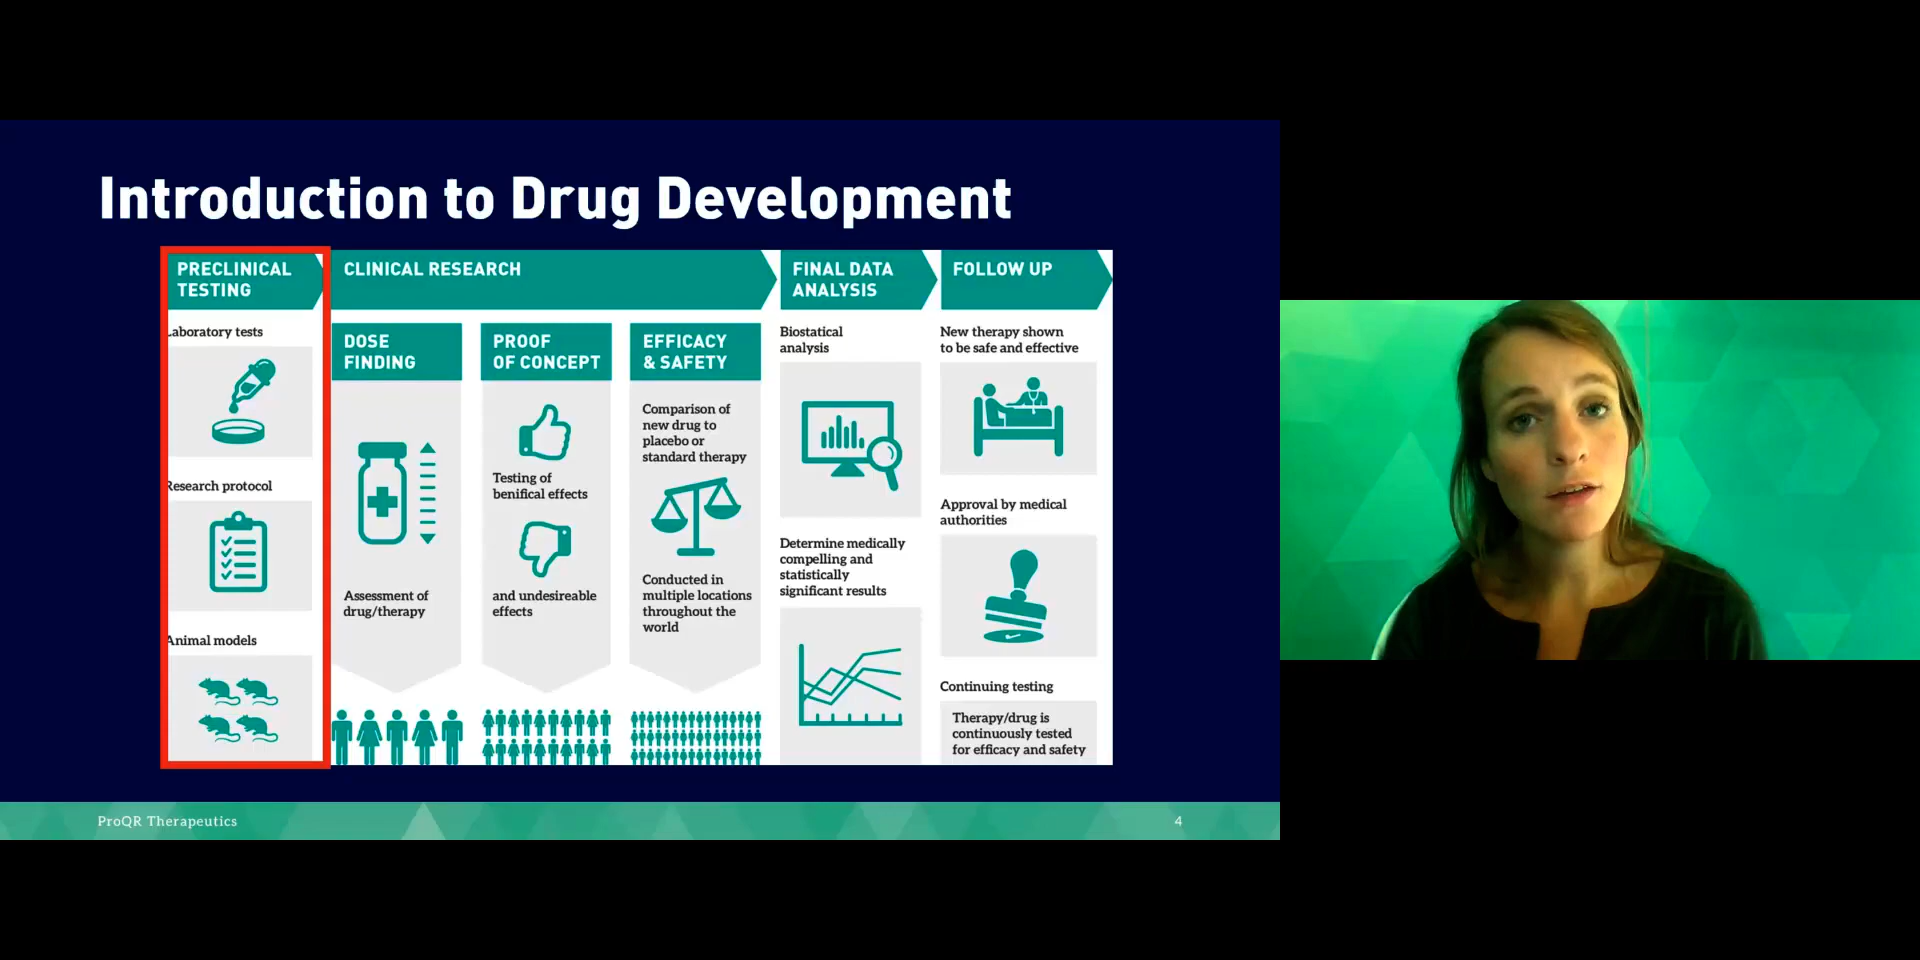 Introduction to Drug Development
PRECLINICAL
TESTING
Laboratory tests
Research protocol
Animal models
CLINICAL RESEARCH
DOSE
FINDING
Assessment of
drug/therapy
PROOF
OF CONCEPT
Testing of
benifical effects
and undesireable
effects
EFFICACY
& SAFETY
Comparison of
new drug to
placebo or
standard therapy
Conducted in
multiple locations
throughout the
world
FINAL DATA
ANALYSIS
Biostatical
analysis
Determine medically
compelling and
statistically
significant results
FOLLOW UP
New therapy shown
to be safe and effective
Approval by medical
authorities
Continuing testing
Therapy/drug is
continuously tested
for efficacy and safety
ProQR Therapeutics
4